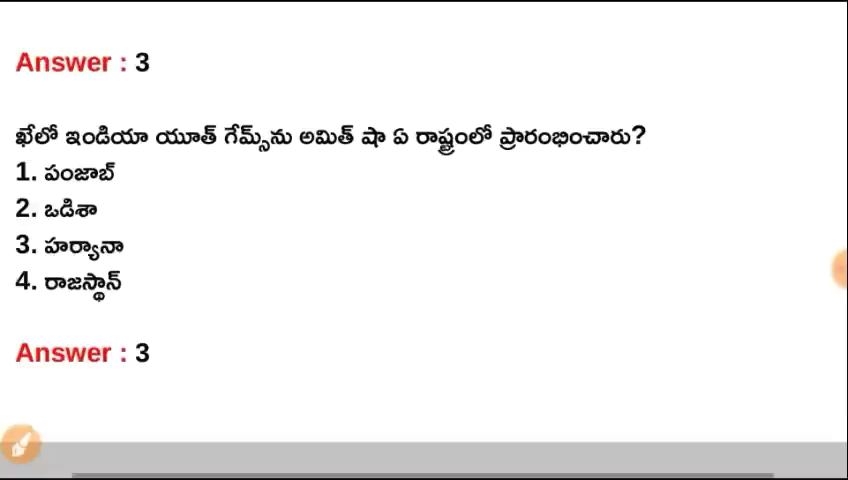 Answer : 3
ఖేలో ఇండియా యూత్ గేమ్స్‌ను అమిత్ షా ఏ రాష్ట్రంలో ప్రారంభించారు?
1. పంజాబ్
2. ఒడిశా
3. హర్యానా
4. రాజస్థాన్
Answer : 3